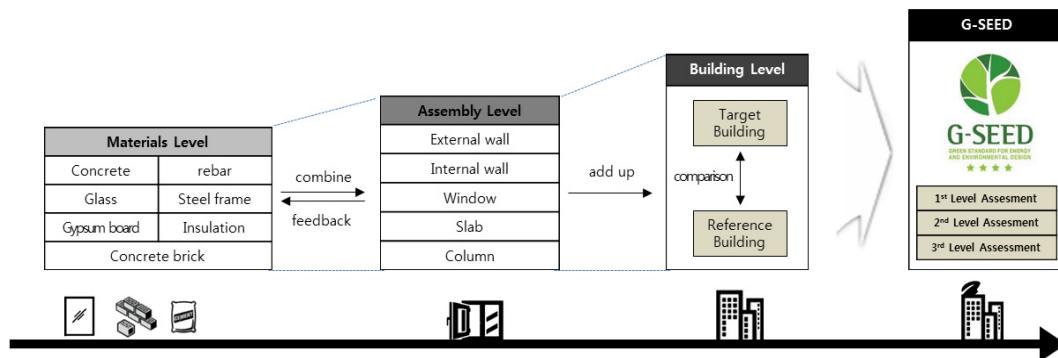 Materials Level
Concrete
rebar
Glass
Steel frame
Gypsum board
Insulation
Concrete brick
combine
feedback
Assembly Level
External wall
Internal wall
Window
Slab
Column
add up
Building Level
Target
Building
comparison
Reference
Building
G-SEED
G-SEED
GREEN STANDARD FOR ENERGY
AND ENVIRONMENTAL DESIGN
1st Level Assesment
2nd Level Assessment
3rd Level Assessment
CEMENT